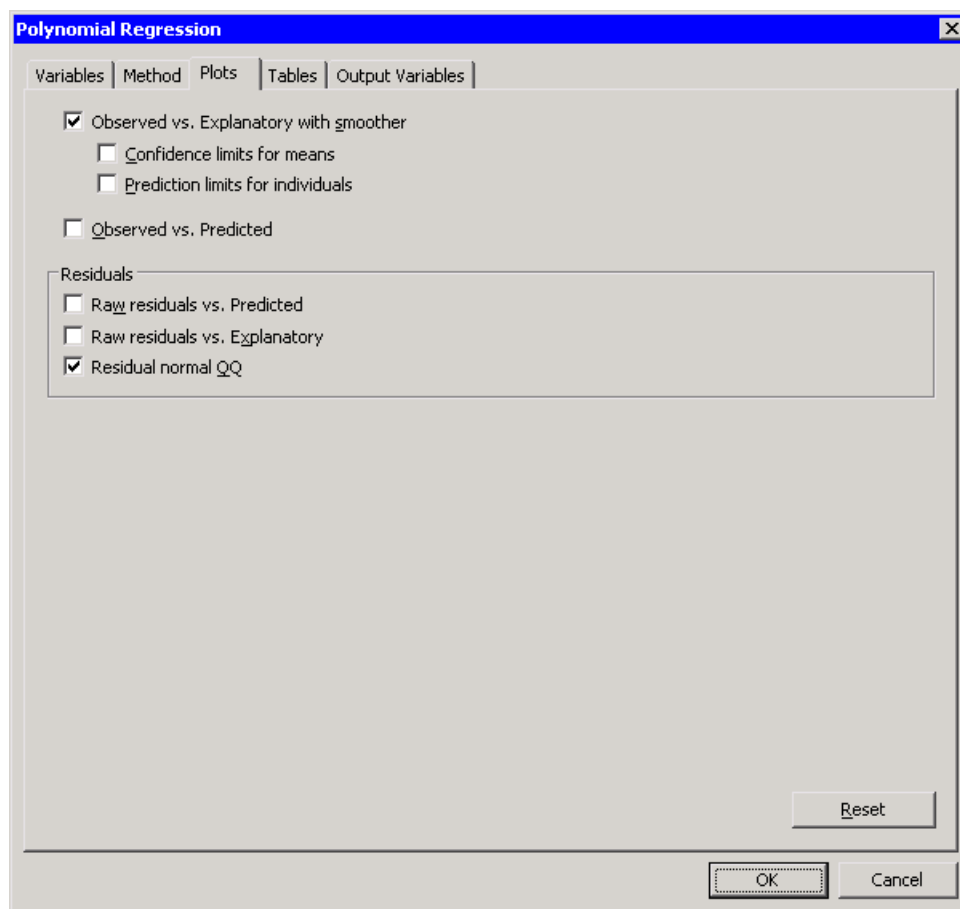 Polynomial Regression
Variables Method Plots Tables Output Variables
Observed vs. Explanatory with smoother
Confidence limits for means
Prediction limits for individuals
Observed vs. Predicted
Residuals
Raw residuals vs. Predicted
Raw residuals vs. Explanatory
Residual normal QQ
Reset
OK Cancel